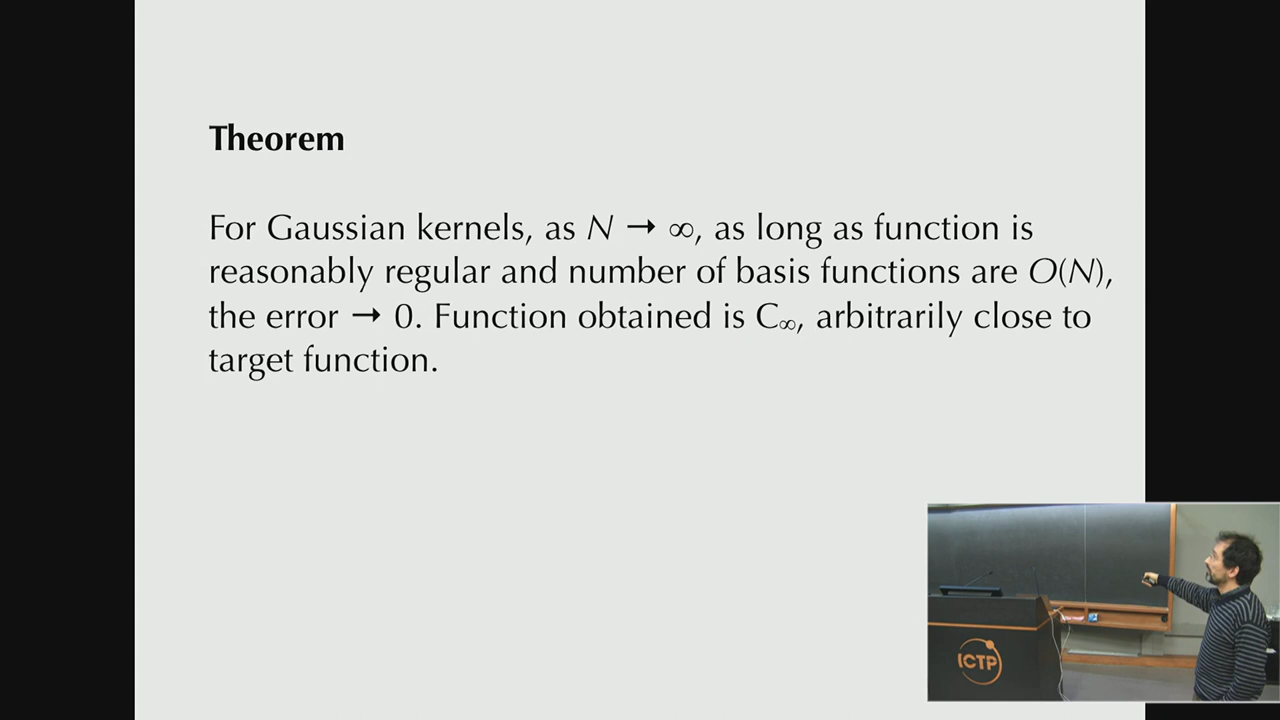 Theorem
For Gaussian kernels, as N → ∞, as long as function is
reasonably regular and number of basis functions are O(N),
the error → 0. Function obtained is C∞, arbitrarily close to
target function.
ICTP